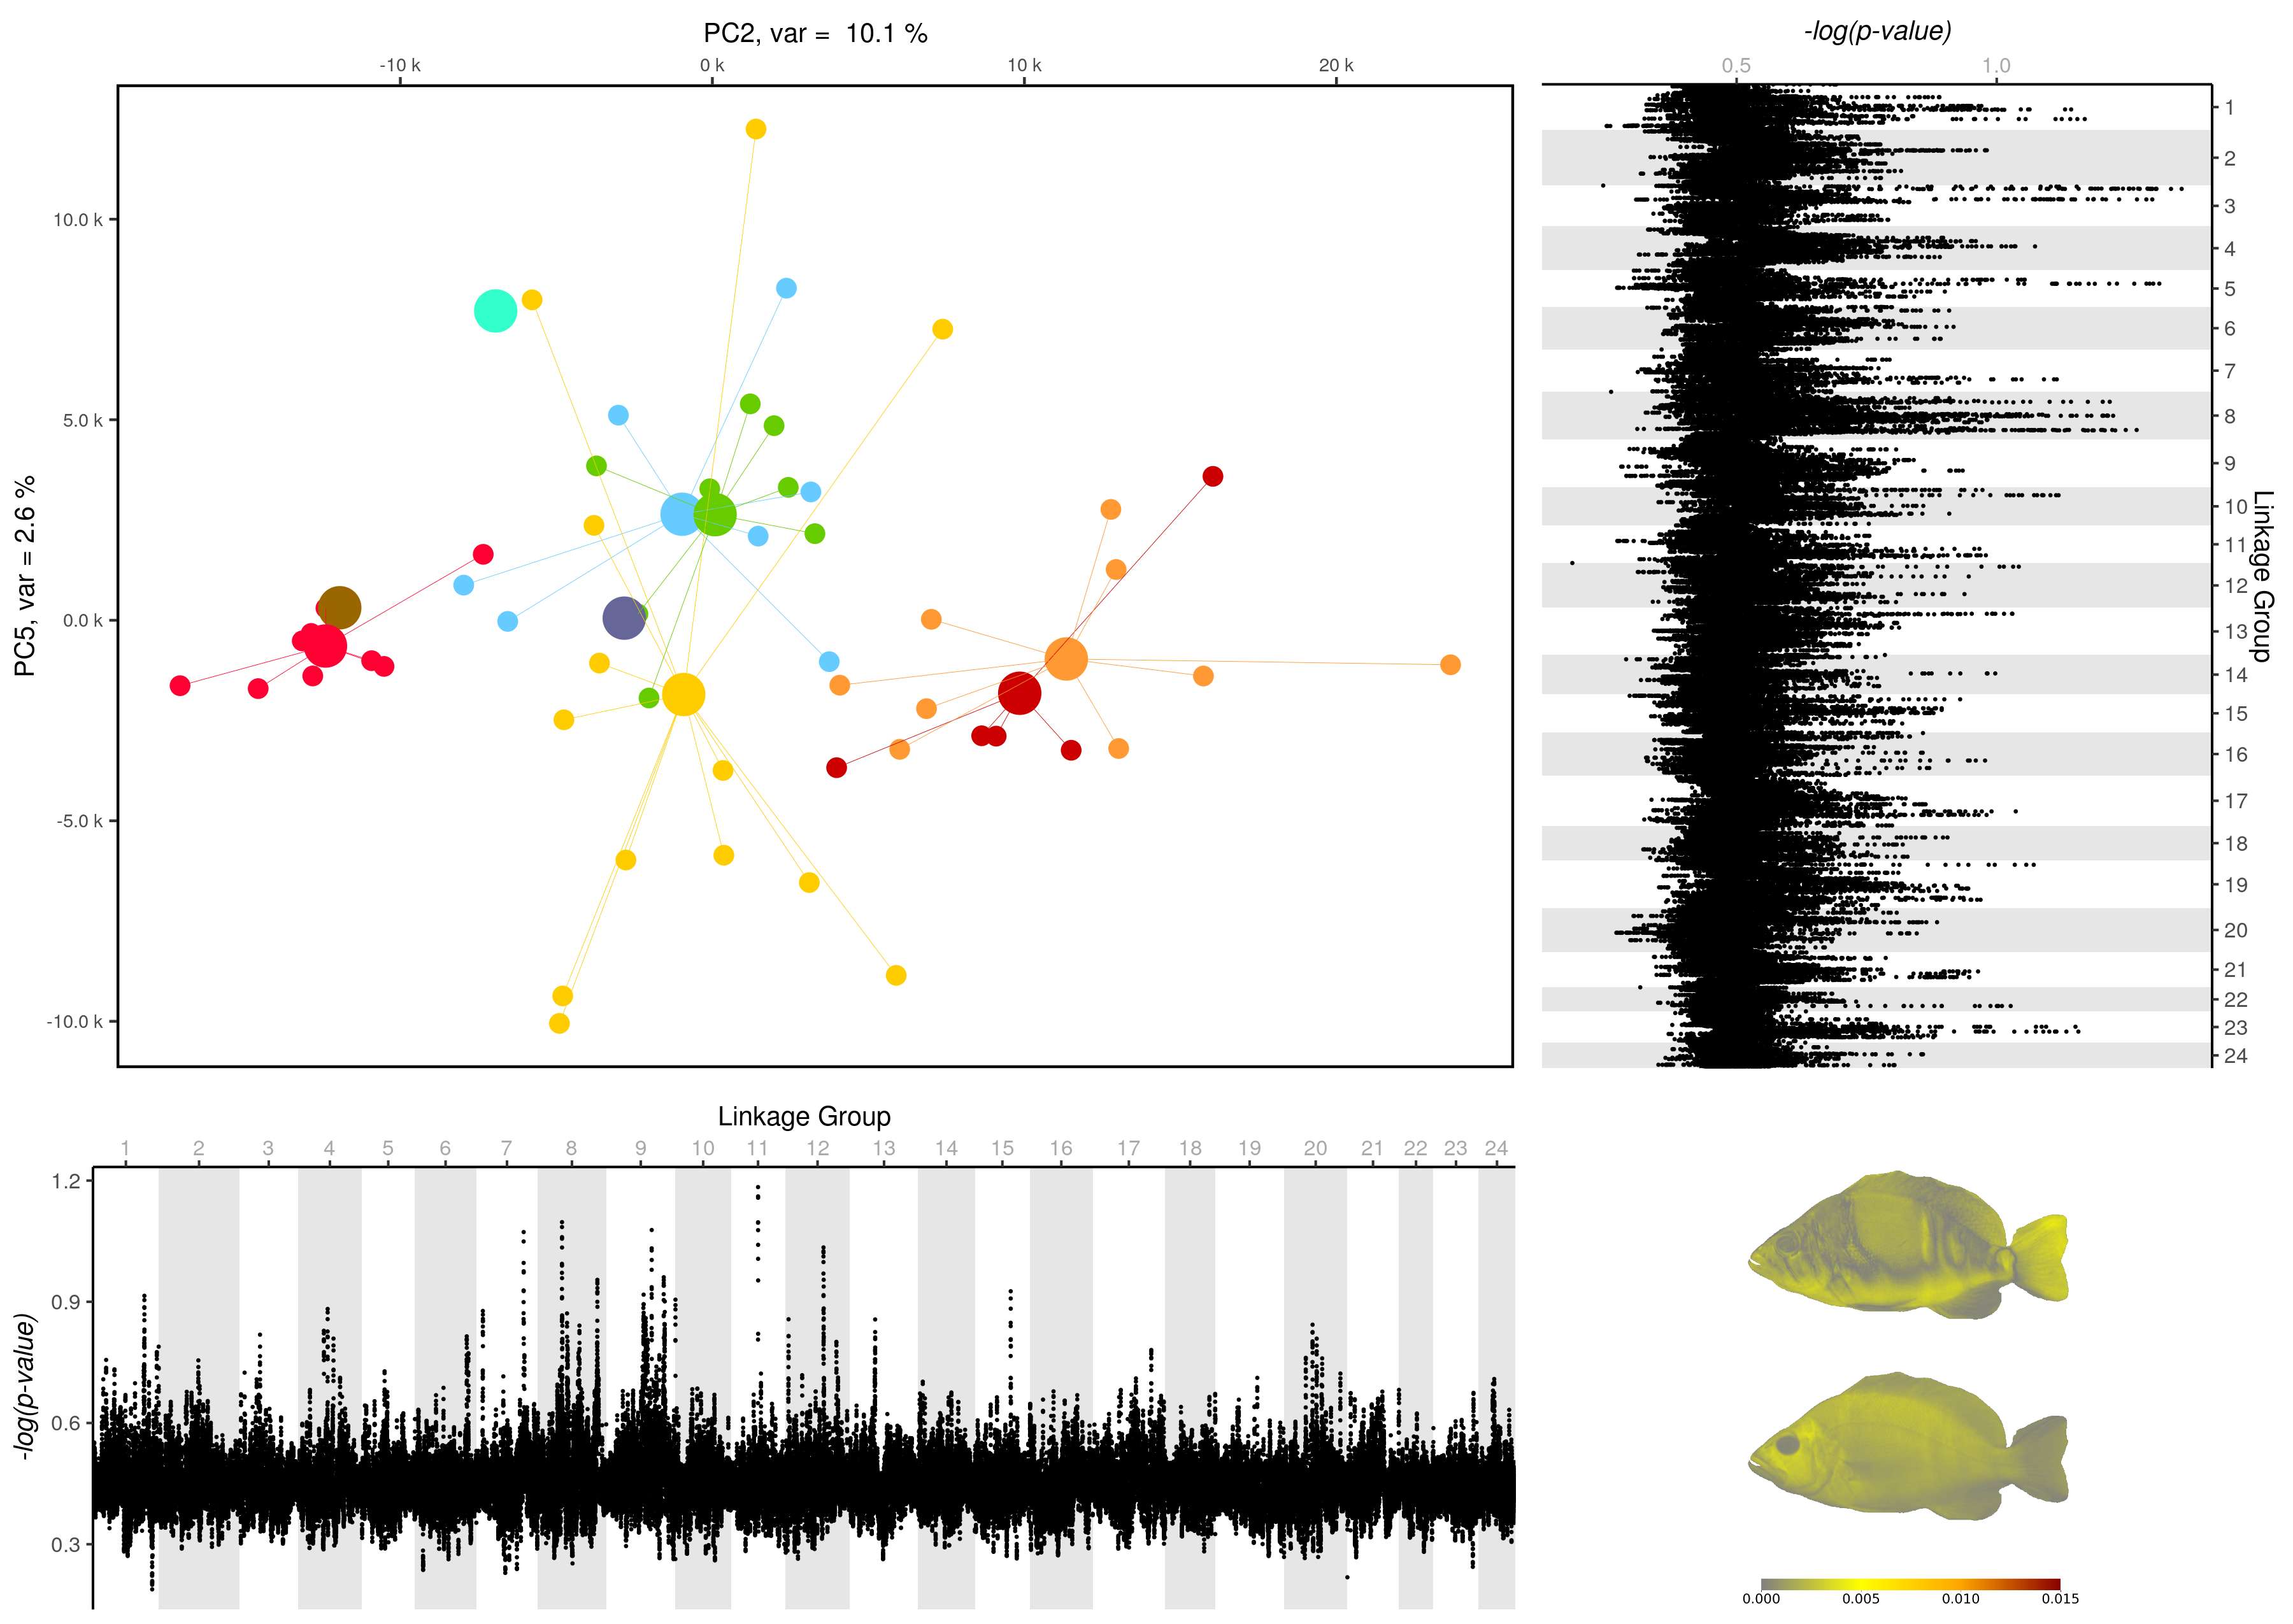 PC2, var = 10.1 %
-10 k 0 k 10 k 20 k
PC5, var = 2.6 %
10.0 k
5.0 k
0.0 k
-5.0 k
-10.0 k
-log(p-value)
0.5 1.0
1
2
3
4
5
6
7
8
9
10
11
12
13
14
15
16
17
18
19
20
21
22
23
24
Linkage Group
Linkage Group
1 2 3 4 5 6 7 8 9 10 11 12 13 14 15 16 17 18 19 20 21 22 23 24
-log(p-value)
1.2
0.9
0.6
0.3
0.000 0.005 0.010 0.015